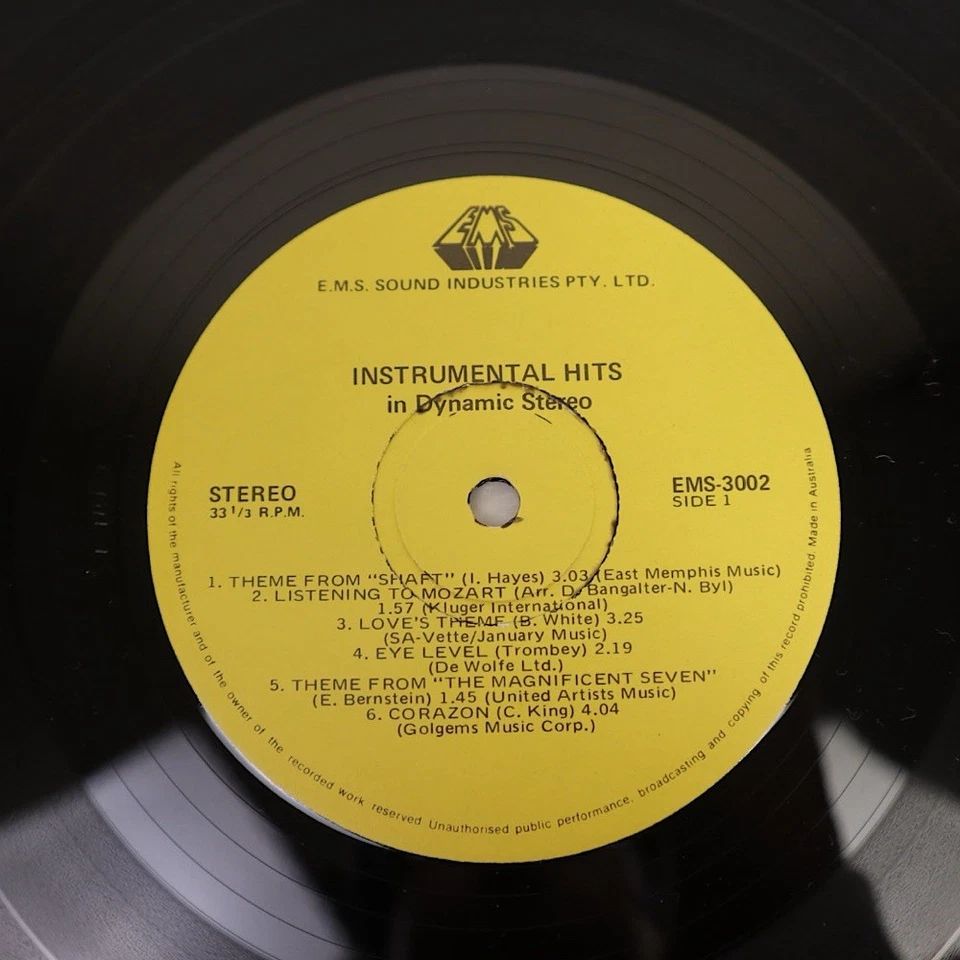 EMS
E.M.S. SOUND INDUSTRIES PTY. LTD.
INSTRUMENTAL HITS
in Dynamic Stereo
STEREO
33 1/3 R.P.M.
EMS-3002
SIDE 1
1. THEME FROM "SHAFT" (I. Hayes) 3.03 (East Memphis Music)
2. LISTENING TO MOZART (Arr. D. Bangalter-N. Byl)
1.57 (Kluger International)
3. LOVE'S THEME (B. White) 3.25
(SA-Vette/January Music)
4. EYE LEVEL (Trombey) 2.19
(De Wolfe Ltd.)
5. THEME FROM "THE MAGNIFICENT SEVEN"
(E. Bernstein) 1.45 (United Artists Music)
6. CORAZON (C. King) 4.04
(Golgems Music Corp.)
All rights of the manufacturer and of the owner of the recorded work reserved Unauthorised public performance, broadcasting and copying of this record prohibited. Made in Australia